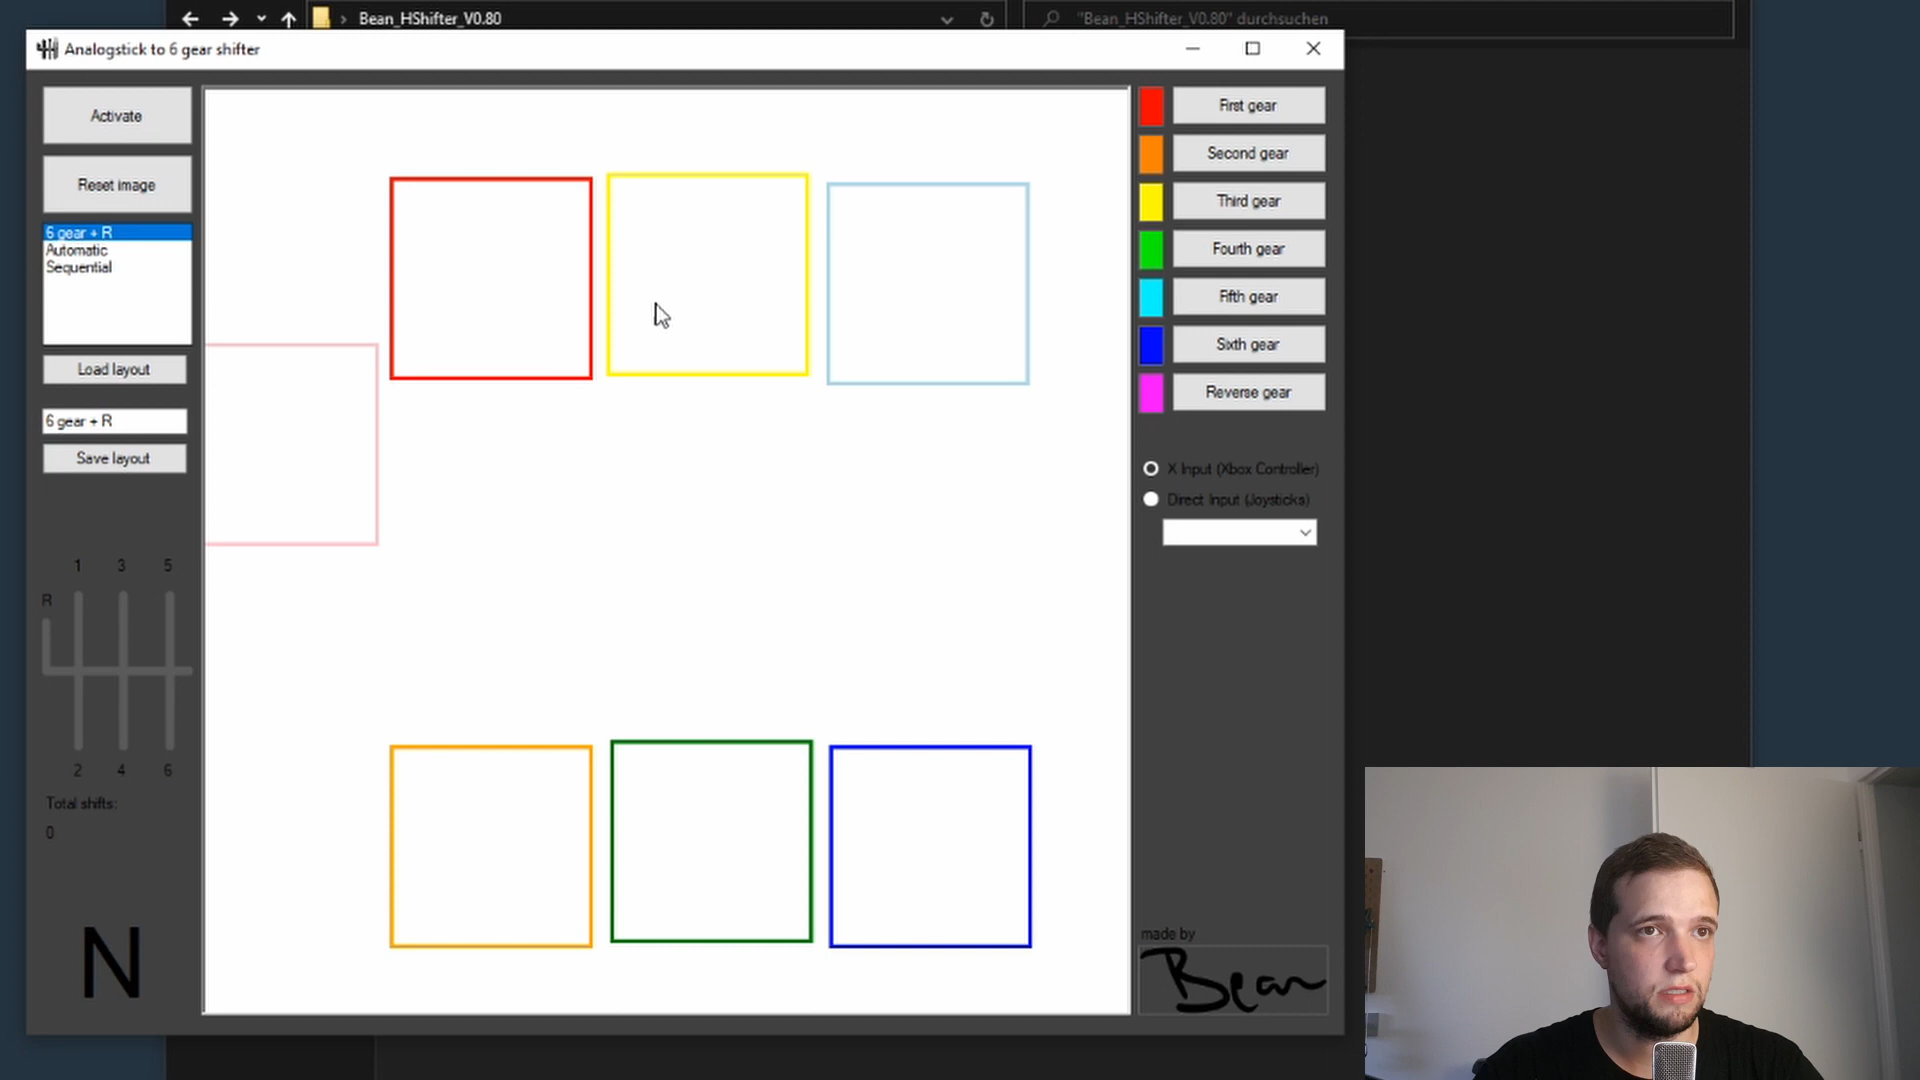 Bean_HShifter_V0.80
"Bean_HShifter_V0.80" durchsuchen
Analogstick to 6 gear shifter
Activate
Reset image
6 gear + R
Automatic
Sequential
Load layout
6 gear + R
Save layout
1 3 5
R
2 4 6
Total shifts:
0
N
First gear
Second gear
Third gear
Fourth gear
Fifth gear
Sixth gear
Reverse gear
X Input (Xbox Controller)
Direct Input (Joysticks)
made by
Bean